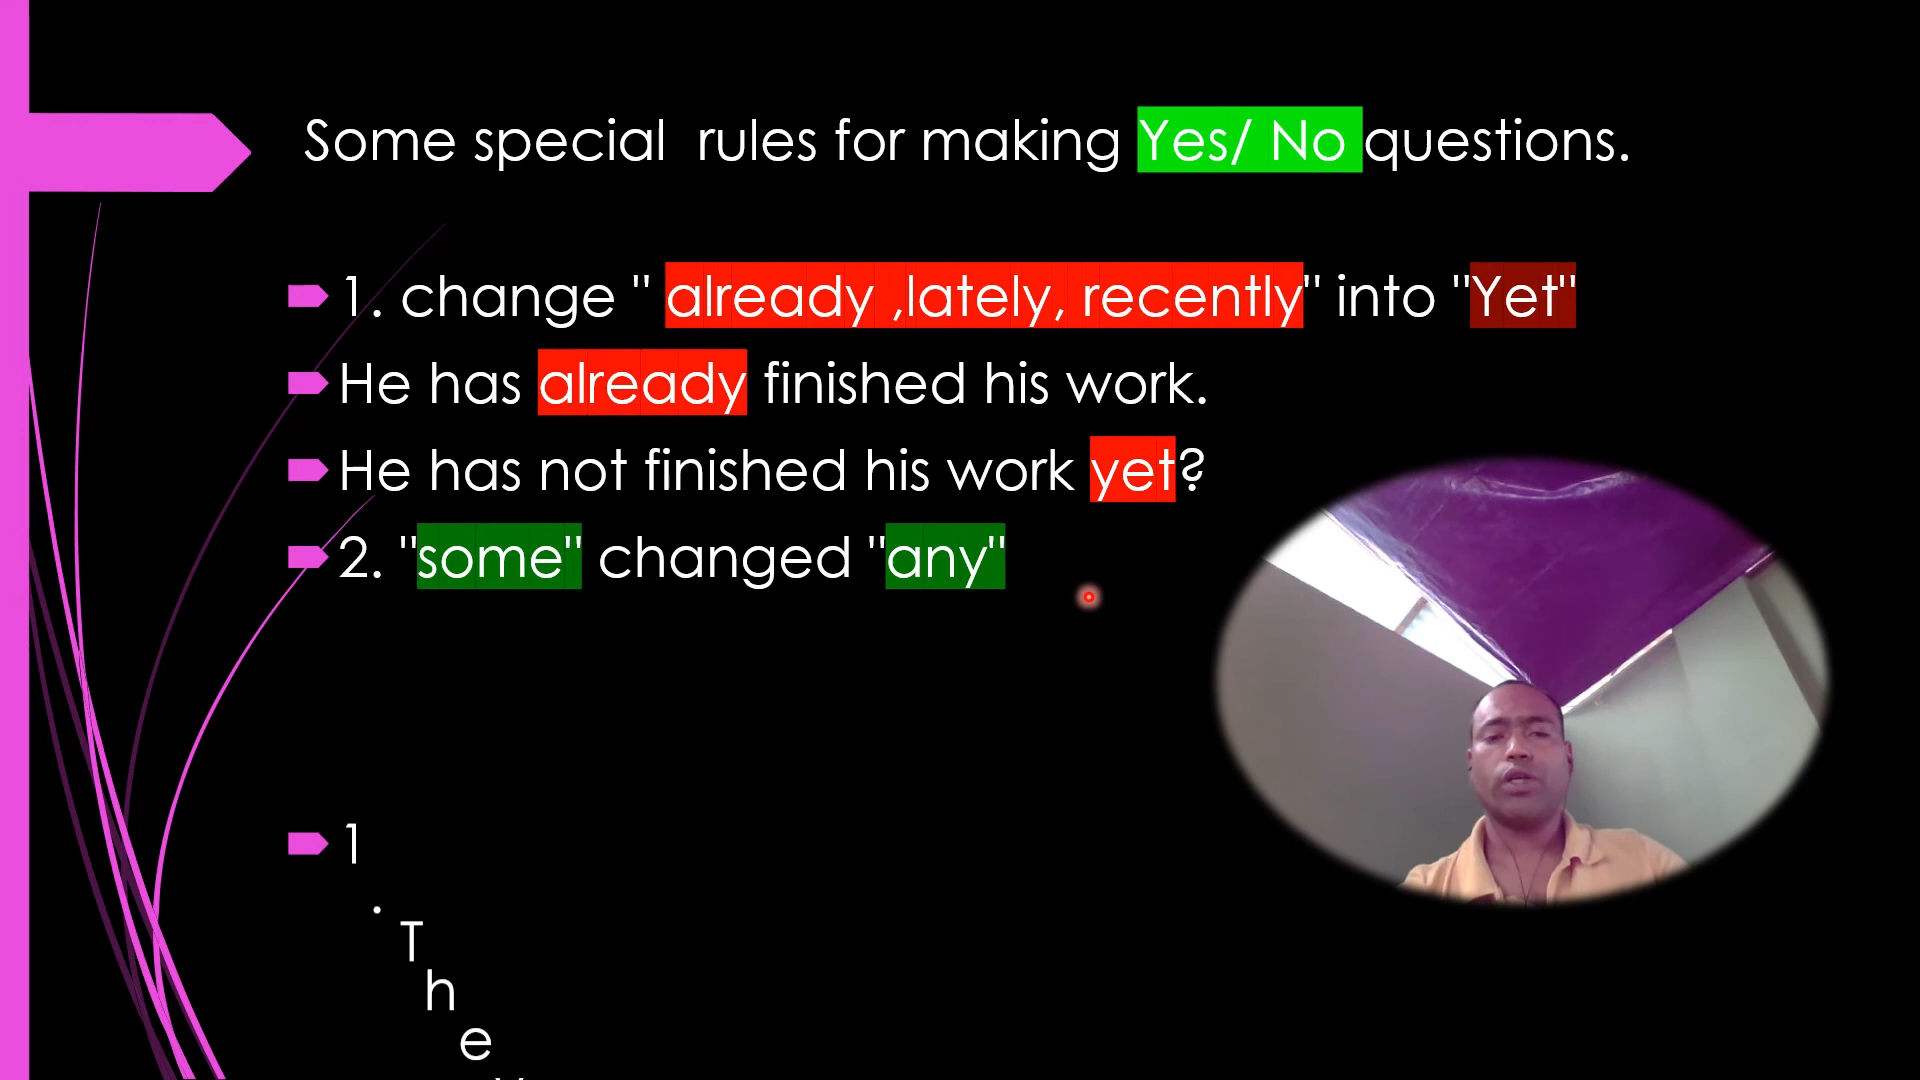 Some special rules for making Yes/ No questions.
1. change " already ,lately, recently" into "Yet"
He has already finished his work.
He has not finished his work yet?
2. "some" changed "any"
1
.
T
h
e